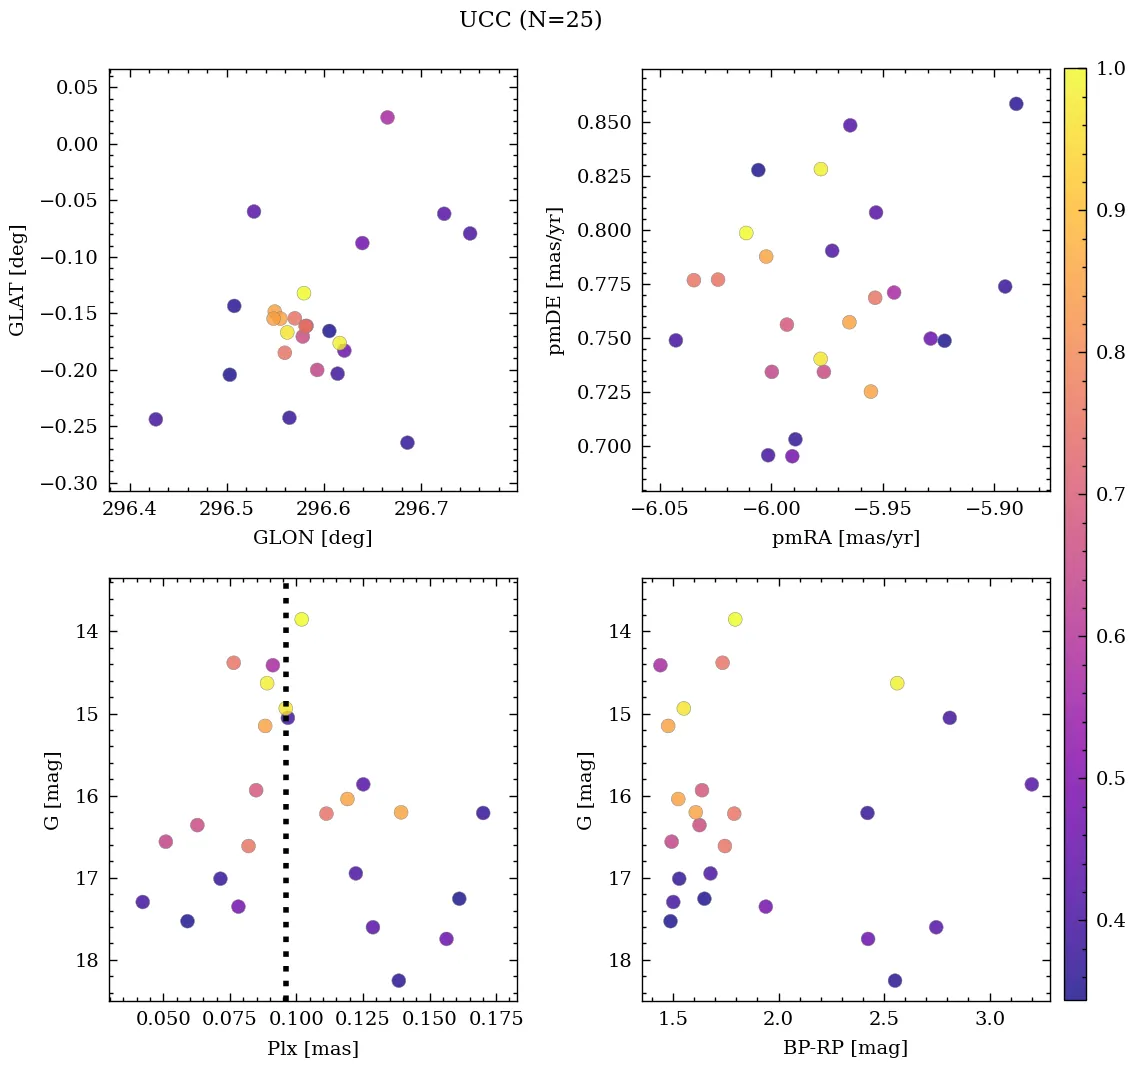 UCC (N=25)
0.05
0.00
−0.05
−0.10
−0.15
−0.20
−0.25
−0.30
GLAT [deg]
296.4 296.5 296.6 296.7
GLON [deg]
0.850
0.825
0.800
0.775
0.750
0.725
0.700
pmDE [mas/yr]
−6.05 −6.00 −5.95 −5.90
pmRA [mas/yr]
14
15
16
17
18
G [mag]
0.050 0.075 0.100 0.125 0.150 0.175
Plx [mas]
14
15
16
17
18
G [mag]
1.5 2.0 2.5 3.0
BP-RP [mag]
1.0
0.9
0.8
0.7
0.6
0.5
0.4